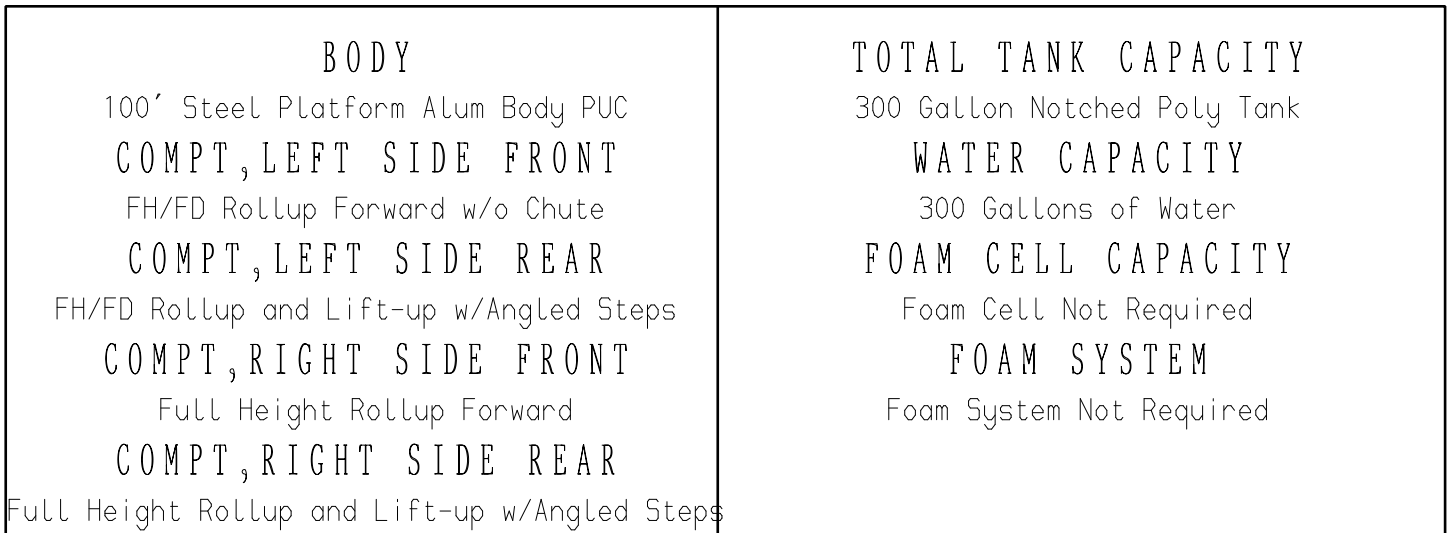 BODY
100' Steel Platform Alum Body PUC
COMPT,LEFT SIDE FRONT
FH/FD Rollup Forward w/o Chute
COMPT,LEFT SIDE REAR
FH/FD Rollup and Lift-up w/Angled Steps
COMPT,RIGHT SIDE FRONT
Full Height Rollup Forward
COMPT,RIGHT SIDE REAR
Full Height Rollup and Lift-up w/Angled Steps
TOTAL TANK CAPACITY
300 Gallon Notched Poly Tank
WATER CAPACITY
300 Gallons of Water
FOAM CELL CAPACITY
Foam Cell Not Required
FOAM SYSTEM
Foam System Not Required